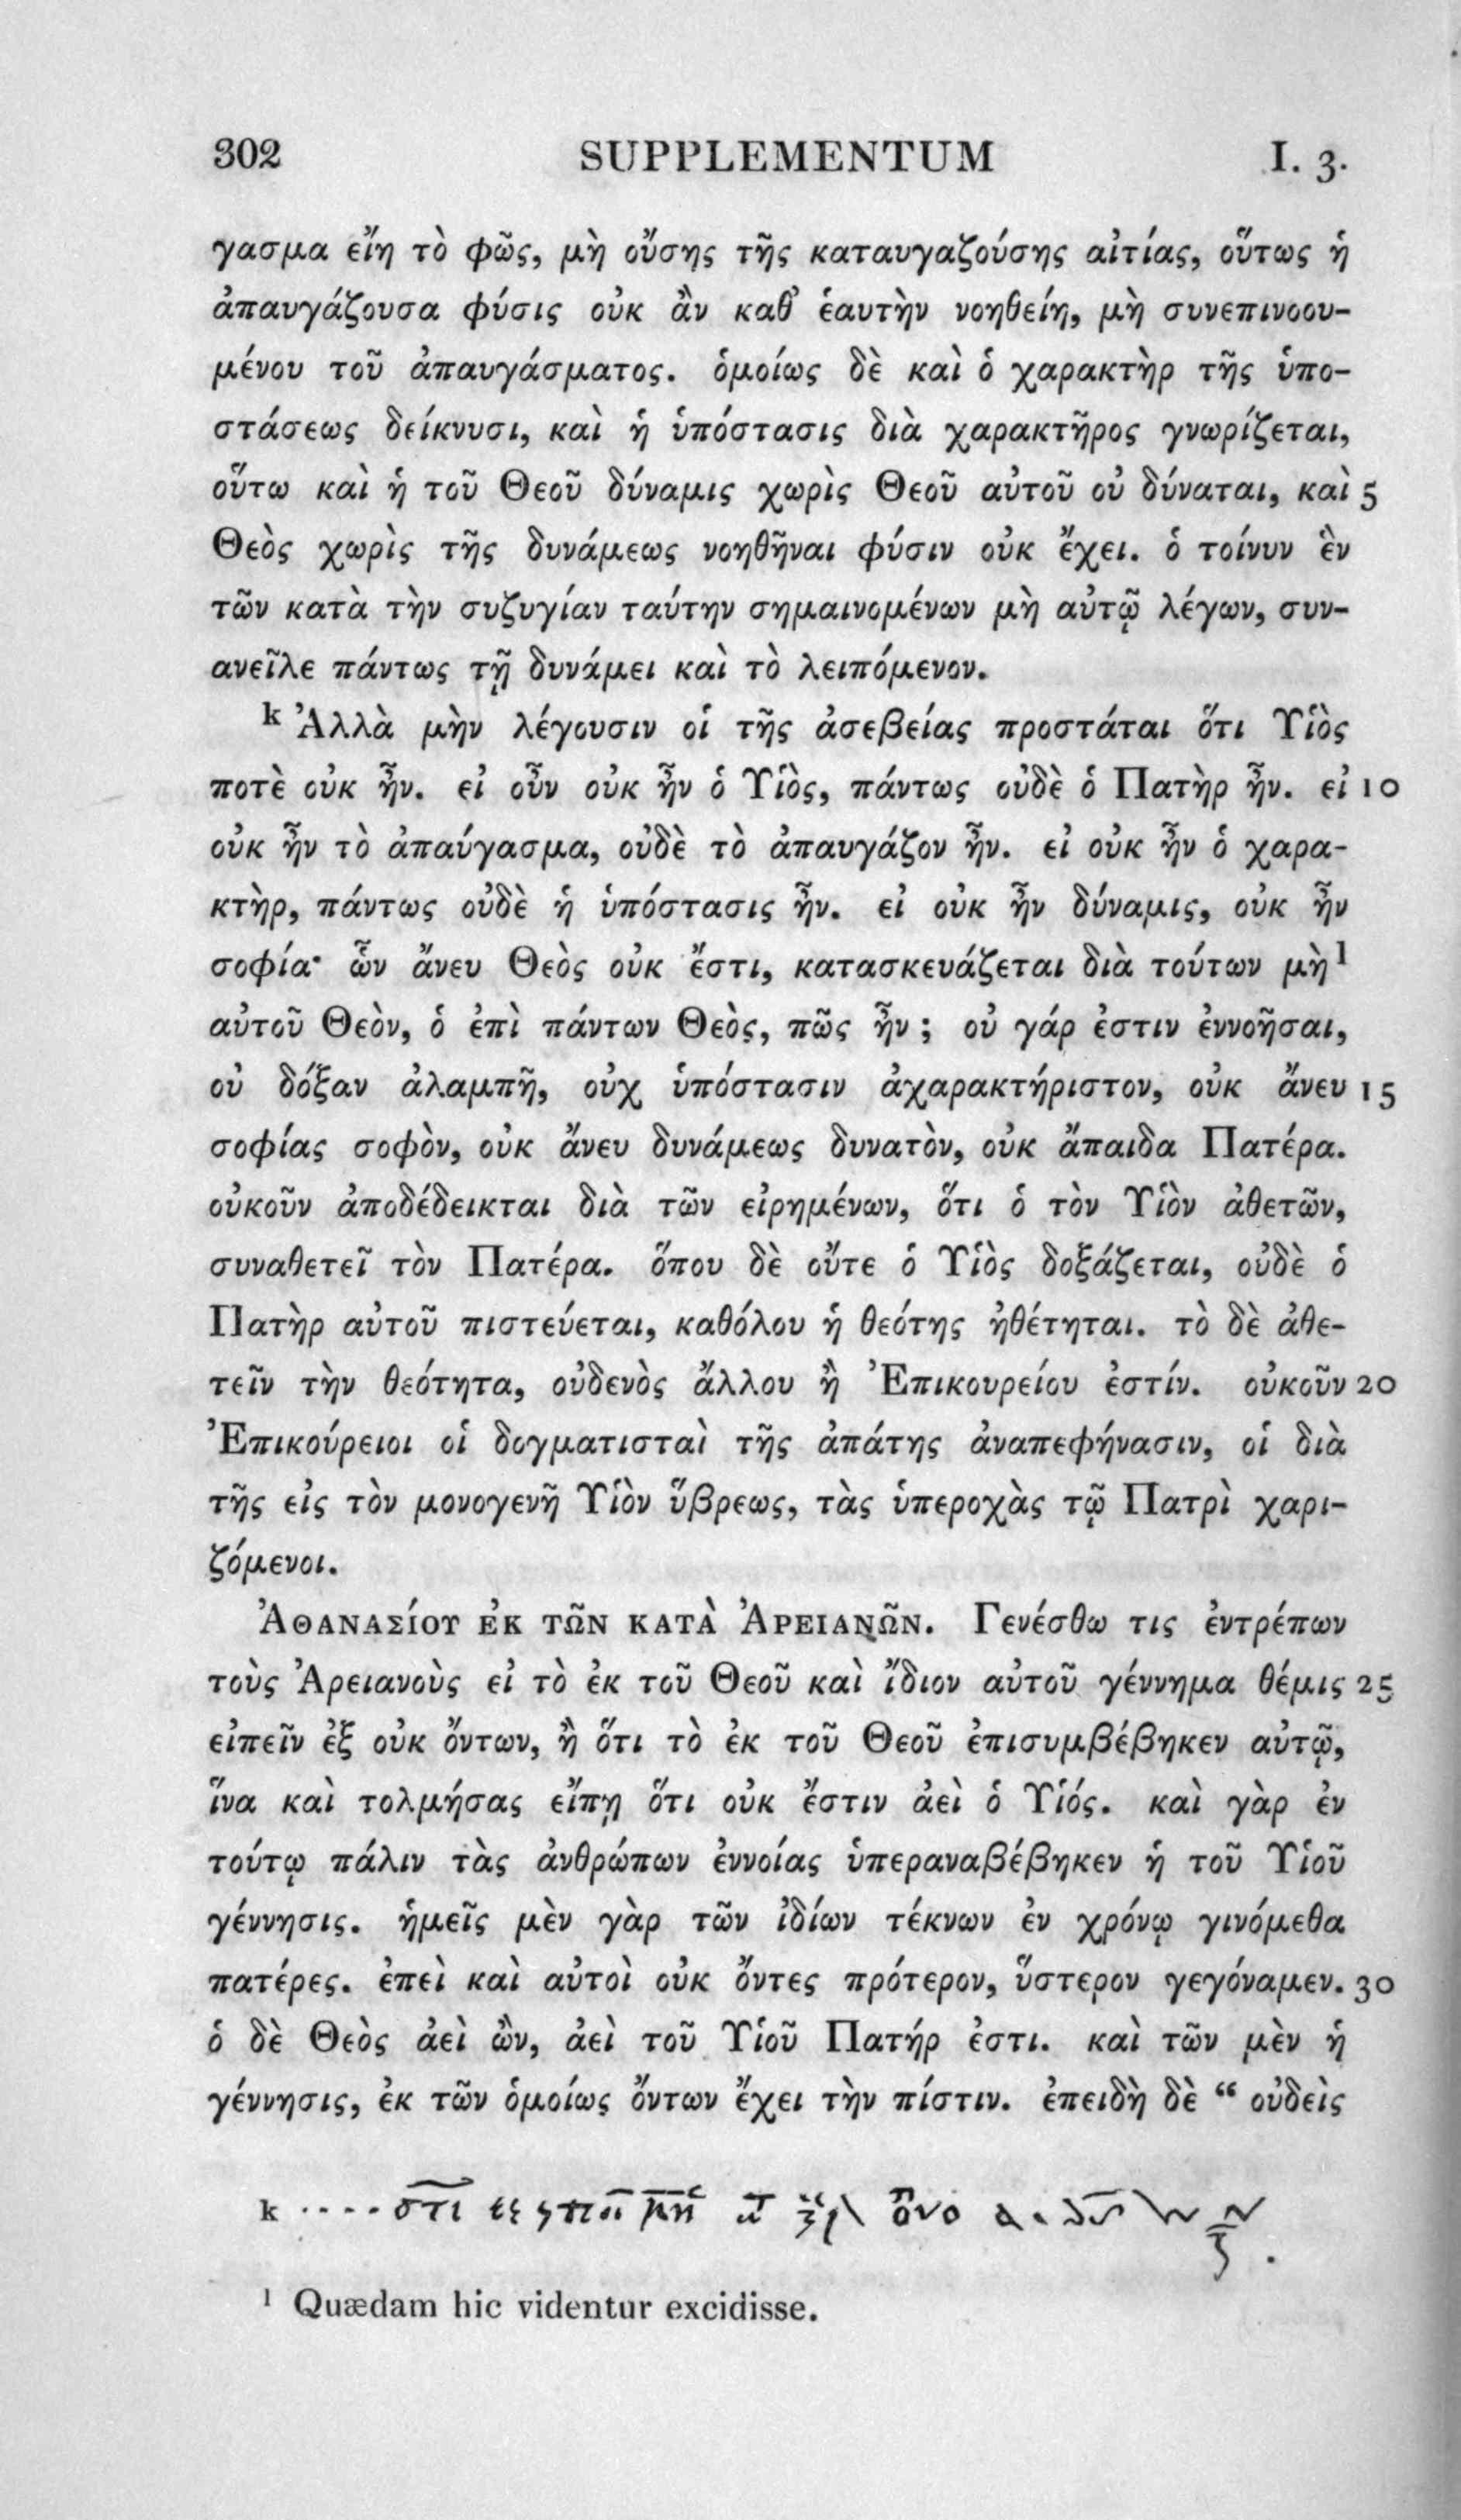 302 SUPPLEMENTUM I. 3.
γασμα εἴη τὸ φῶς, μὴ οὔσης τῆς καταυγαζούσης αἰτίας, οὕτως ἡ
ἀπαυγάζουσα φύσις οὐκ ἂν καθ᾽ ἑαυτὴν νοηθείη, μὴ συνεπινοου-
μένου τοῦ ἀπαυγάσματος. ὁμοίως δὲ καὶ ὁ χαρακτὴρ τῆς ὑπο-
στάσεως δείκνυσι, καὶ ἡ ὑπόστασις διὰ χαρακτῆρος γνωρίζεται,
οὕτω καὶ ἡ τοῦ Θεοῦ δύναμις χωρὶς Θεοῦ αὐτοῦ οὐ δύναται, καὶ 5
Θεὸς χωρὶς τῆς δυνάμεως νοηθῆναι φύσιν οὐκ ἔχει. ὁ τοίνυν ἓν
τῶν κατὰ τὴν συζυγίαν ταύτην σημαινομένων μὴ αὐτῷ λέγων, συν-
ανεῖλε πάντως τῇ δυνάμει καὶ τὸ λειπόμενον.
k Ἀλλὰ μὴν λέγουσιν οἱ τῆς ἀσεβείας προστάται ὅτι Υἱὸς
ποτὲ οὐκ ἦν. εἰ οὖν οὐκ ἦν ὁ Υἱὸς, πάντως οὐδὲ ὁ Πατὴρ ἦν. εἰ 10
οὐκ ἦν τὸ ἀπαύγασμα, οὐδὲ τὸ ἀπαυγάζον ἦν. εἰ οὐκ ἦν ὁ χαρα-
κτὴρ, πάντως οὐδὲ ἡ ὑπόστασις ἦν. εἰ οὐκ ἦν δύναμις, οὐκ ἦν
σοφία· ὧν ἄνευ Θεὸς οὐκ ἔστι, κατασκευάζεται διὰ τούτων μὴ l
αὐτοῦ Θεὸν, ὁ ἐπὶ πάντων Θεὸς, πῶς ἦν ; οὐ γάρ ἐστιν ἐννοῆσαι,
οὐ δόξαν ἀλαμπῆ, οὐχ ὑπόστασιν ἀχαρακτήριστον, οὐκ ἄνευ 15
σοφίας σοφὸν, οὐκ ἄνευ δυνάμεως δυνατὸν, οὐκ ἄπαιδα Πατέρα.
οὐκοῦν ἀποδέδεικται διὰ τῶν εἰρημένων, ὅτι ὁ τὸν Υἱὸν ἀθετῶν,
συναθετεῖ τὸν Πατέρα. ὅπου δὲ οὔτε ὁ Υἱὸς δοξάζεται, οὐδὲ ὁ
Πατὴρ αὐτοῦ πιστεύεται, καθόλου ἡ θεότης ἠθέτηται. τὸ δὲ ἀθε-
τεῖν τὴν θεότητα, οὐδενὸς ἄλλου ἢ Ἐπικουρείου ἐστίν. οὐκοῦν 20
Ἐπικούρειοι οἱ δογματισταὶ τῆς ἀπάτης ἀναπεφήνασιν, οἱ διὰ
τῆς εἰς τὸν μονογενῆ Υἱὸν ὕβρεως, τὰς ὑπεροχὰς τῷ Πατρὶ χαρι-
ζόμενοι.
ἈΘΑΝΑΣίΟΥ ἐΚ ΤῶΝ ΚΑΤὰ ἈΡΕΙΑΝῶΝ. Γενέσθω τις ἐντρέπων
τοὺς Ἀρειανοὺς εἰ τὸ ἐκ τοῦ Θεοῦ καὶ ἴδιον αὐτοῦ γέννημα θέμις 25
εἰπεῖν ἐξ οὐκ ὄντων, ἢ ὅτι τὸ ἐκ τοῦ Θεοῦ ἐπισυμβέβηκεν αὐτῷ,
ἵνα καὶ τολμήσας εἴπῃ ὅτι οὐκ ἔστιν ἀεὶ ὁ Υἱός. καὶ γὰρ ἐν
τούτῳ πάλιν τὰς ἀνθρώπων ἐννοίας ὑπεραναβέβηκεν ἡ τοῦ Υἱοῦ
γέννησις. ἡμεῖς μὲν γὰρ τῶν ἰδίων τέκνων ἐν χρόνῳ γινόμεθα
πατέρες. ἐπεὶ καὶ αὐτοὶ οὐκ ὄντες πρότερον, ὕστερον γεγόναμεν. 30
ὁ δὲ Θεὸς ἀεὶ ὢν, ἀεὶ τοῦ Υἱοῦ Πατήρ ἐστι. καὶ τῶν μὲν ἡ
γέννησις, ἐκ τῶν ὁμοίως ὄντων ἔχει τὴν πίστιν. ἐπειδὴ δὲ “ οὐδεὶς
k
l Quædam hic videntur excidisse.